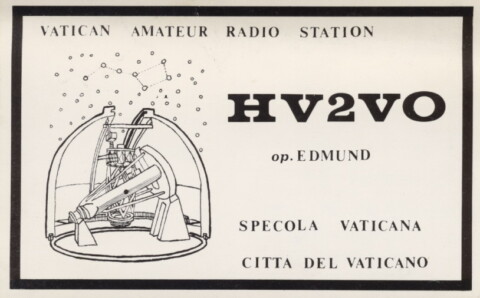 VATICAN AMATEUR RADIO STATION
HV2VO
op. EDMUND
SPECOLA VATICANA
CITTA DEL VATICANO